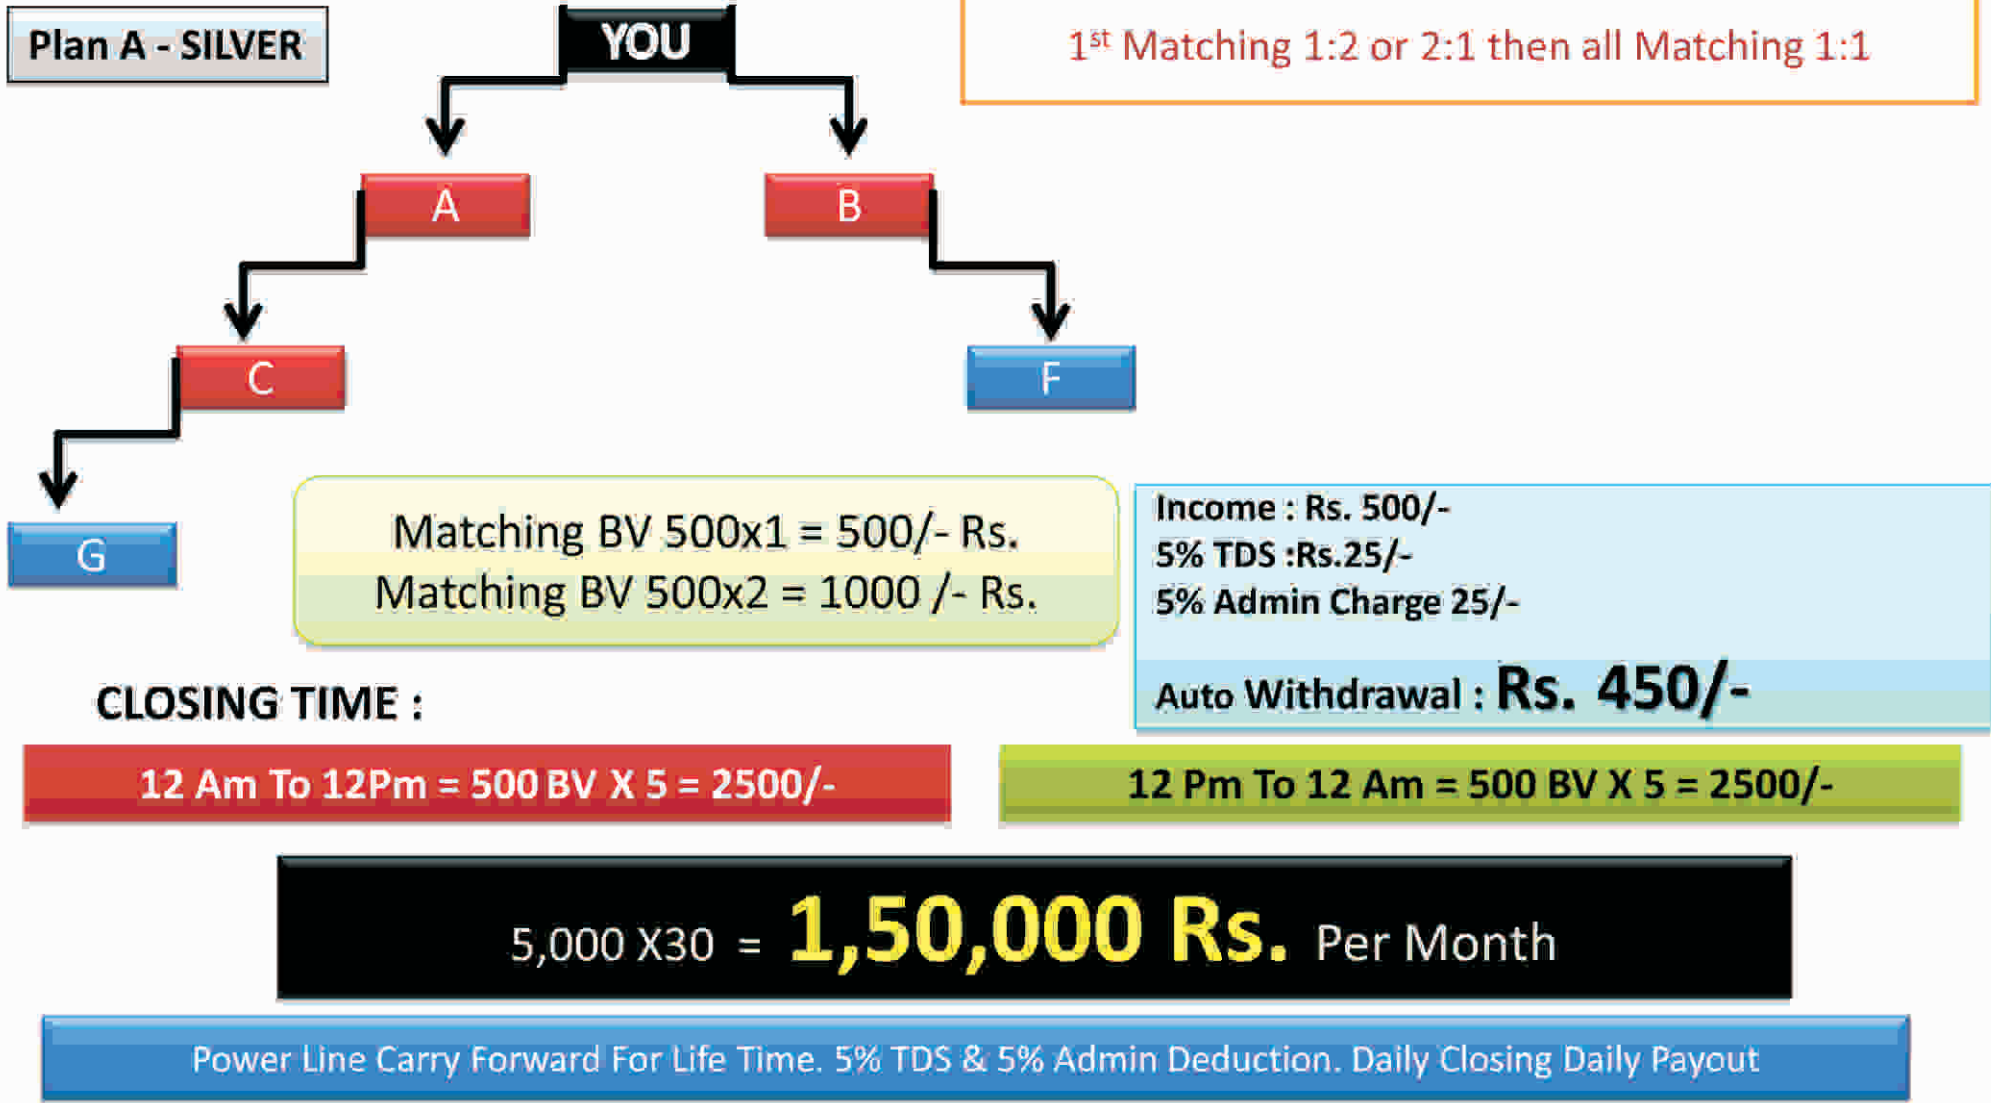 Plan A - SILVER
YOU
1st Matching 1:2 or 2:1 then all Matching 1:1
A
B
C
F
G
Matching BV 500x1 = 500/- Rs.
Matching BV 500x2 = 1000 /- Rs.
Income : Rs. 500/-
5% TDS :Rs.25/-
5% Admin Charge 25/-
Auto Withdrawal : Rs. 450/-
CLOSING TIME :
12 Am To 12Pm = 500 BV X 5 = 2500/-
12 Pm To 12 Am = 500 BV X 5 = 2500/-
5,000 X30 = 1,50,000 Rs. Per Month
Power Line Carry Forward For Life Time. 5% TDS & 5% Admin Deduction. Daily Closing Daily Payout